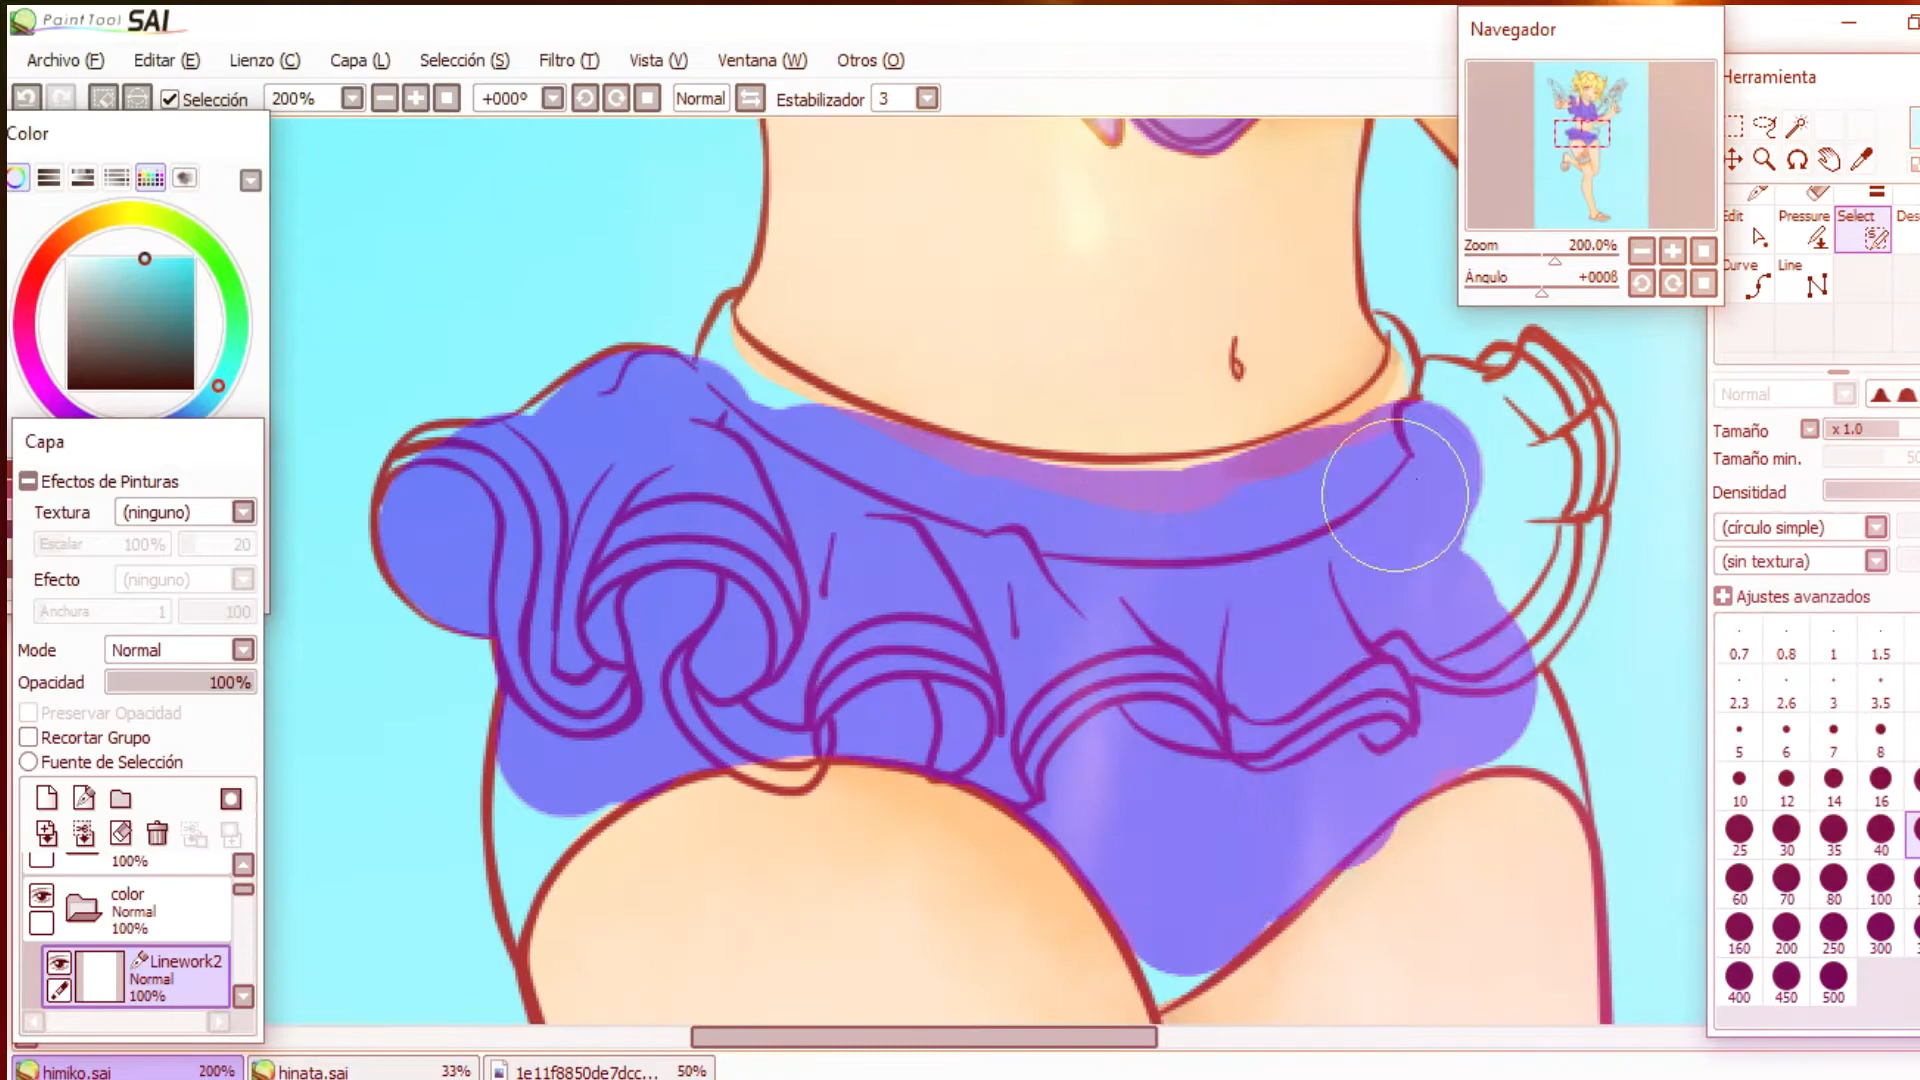 PaintTool SAI
Archivo (F) Editar (E) Lienzo (C) Capa (L) Selección (S) Filtro (T) Vista (V) Ventana (W) Otros (O)
Selección 200% +000º Normal Estabilizador 3
Color
Capa
Efectos de Pinturas
Textura (ninguno)
Escalar 100% 20
Efecto (ninguno)
Anchura 1 100
Mode Normal
Opacidad 100%
Preservar Opacidad
Recortar Grupo
Fuente de Selección
100%
color
Normal
100%
Linework2
Normal
100%
Navegador
Zoom 200.0%
Ángulo +000ß
Herramienta
Edit Pressure Select Des
Curve Line
Normal
Tamaño x 1.0
Tamaño min. 50
Densitidad
(círculo simple)
(sin textura)
Ajustes avanzados
0.7 0.8 1 1.5
2.3 2.6 3 3.5
5 6 7 8
10 12 14 16
25 30 35 40
60 70 80 100
160 200 250 300
400 450 500
himiko.sai 200% hinata.sai 33% 1e11f8850de7dcc... 50%